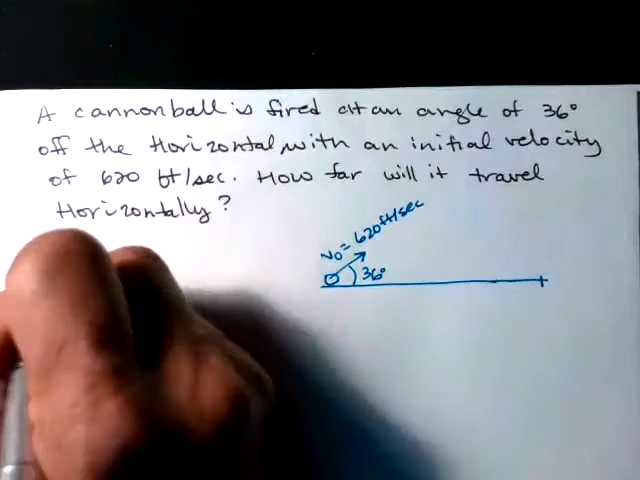 A cannonball is fired at an angle of 36°
off the Horizontal, with an initial velocity
of 620 ft/sec. How far will it travel
Horizontally?
V₀ = 620 ft/sec
36°